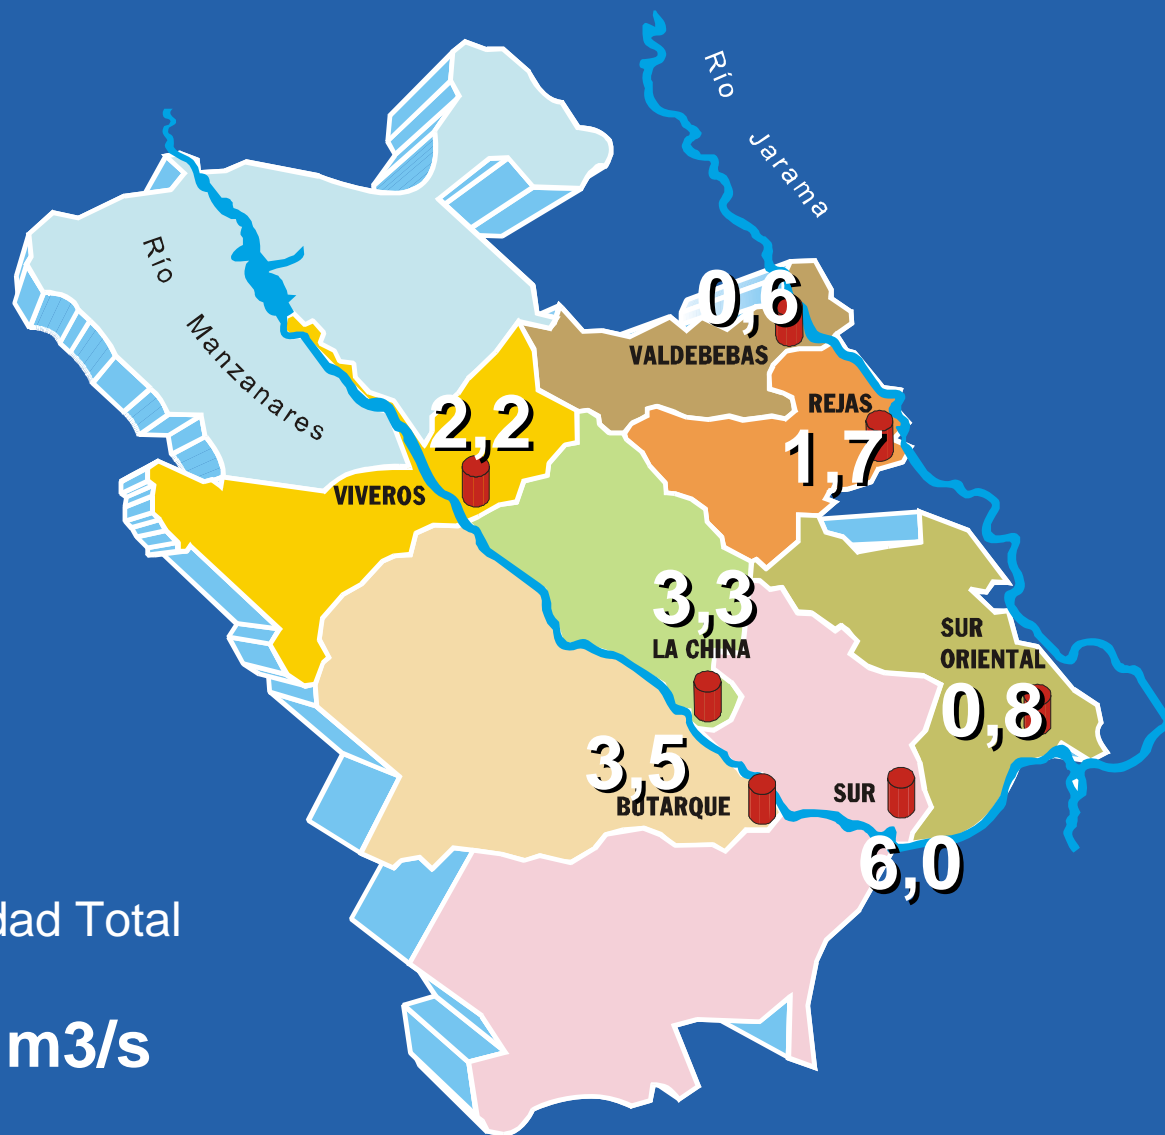 Río Jarama
Río Manzanares
0,6
VALDEBEBAS
REJAS
1,7
2,2
VIVEROS
3,3
LA CHINA
SUR
ORIENTAL
0,8
3,5
BUTARQUE
SUR
6,0
dad Total
m3/s